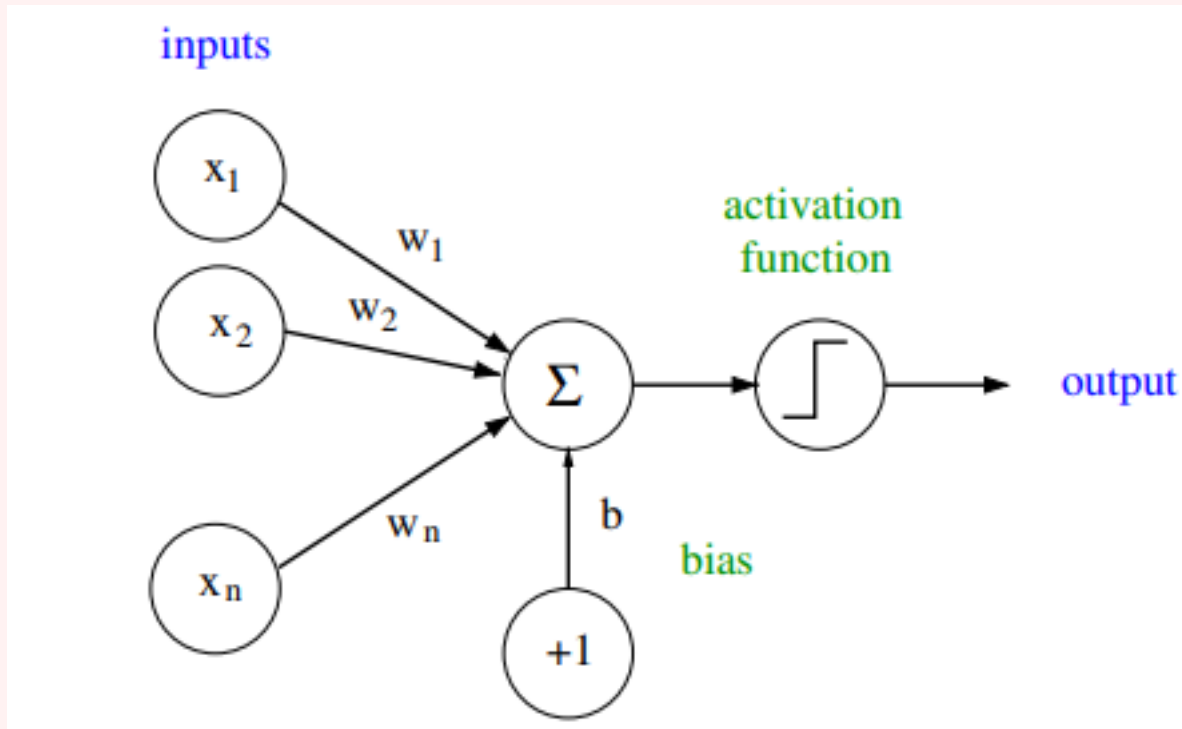 inputs
x₁
w₁
activation
function
x₂
w₂
Σ
output
xₙ
wₙ
b
bias
+1